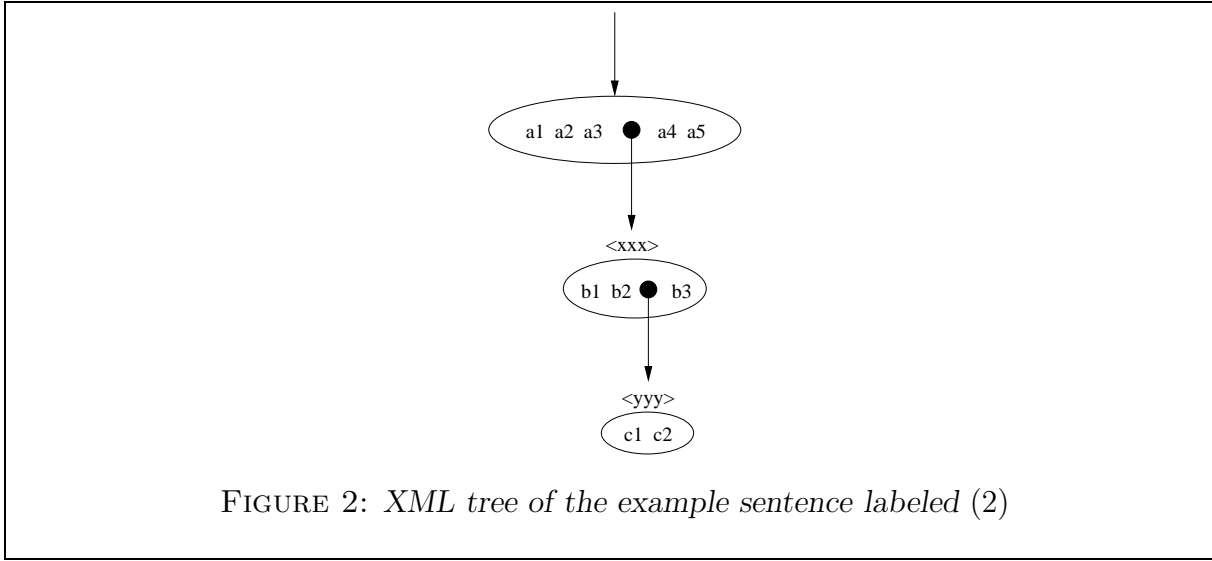 a1 a2 a3 a4 a5
<xxx>
b1 b2 b3
<yyy>
c1 c2
FIGURE 2: XML tree of the example sentence labeled (2)